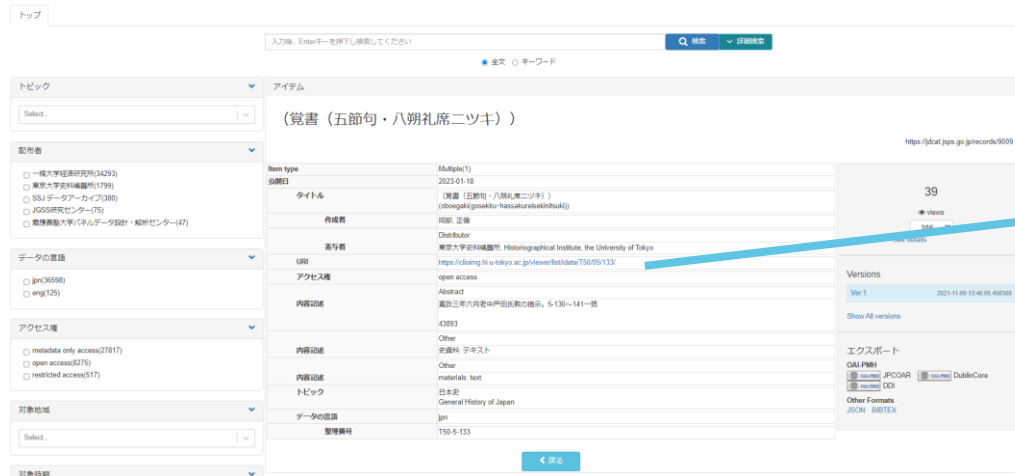 トップ
入力後、Enterキーを押下し検索してください
検索
詳細検索
全文 キーワード
トピック
Select...
配布者
一橋大学経済研究所(34293)
東京大学史料編纂所(1799)
SSJ データアーカイブ(380)
JGSS研究センター(75)
慶應義塾大学パネルデータ設計・解析センター(47)
データの言語
jpn(36598)
eng(125)
アクセス権
metadata only access(27817)
open access(8275)
restricted access(517)
対象地域
Select...
対象時期
アイテム
（覚書（五節句・八朔礼席ニツキ））
https://jdcat.jsps.go.jp/records/9009
Item type Multiple(1)
公開日 2023-01-18
タイトル （覚書（五節句・八朔礼席ニツキ））
(oboegaki(gosekku-hassakureisekinitsuki))
作成者 阿部, 正倫
Distributor
寄与者 東京大学史料編纂所, Historiographical Institute, the University of Tokyo
URI https://clioimg.hi.u-tokyo.ac.jp/viewer/list/idata/T50/05/133/
アクセス権 open access
Abstract
内容記述 寛政三年六月老中戸田氏教の指示。5-130～141一括
43893
Other
内容記述 史資料: テキスト
Other
内容記述 materials: text
トピック 日本史
General History of Japan
データの言語 jpn
整理番号 T50-5-133
戻る
39
views
See details
Versions
Ver.1 2021-11-09 13:46:06.450368
Show All versions
エクスポート
OAI-PMH
OAI-PMH JPCOAR OAI-PMH DublinCore
OAI-PMH DDI
Other Formats
JSON BIBTEX